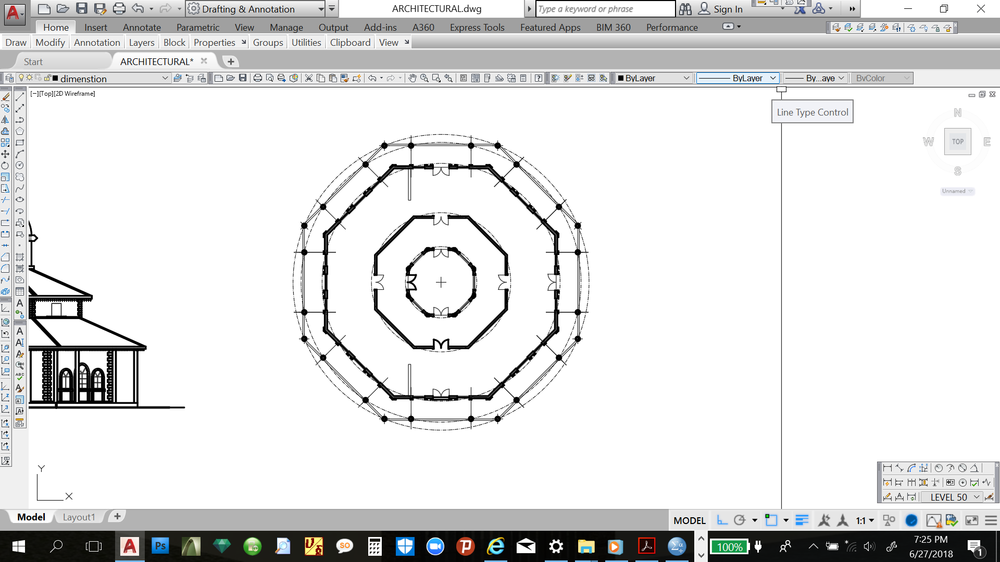 Drafting & Annotation
ARCHITECTURAL.dwg
Type a keyword or phrase
Sign In
Home Insert Annotate Parametric View Manage Output Add-ins A360 Express Tools Featured Apps BIM 360 Performance
Draw Modify Annotation Layers Block Properties Groups Utilities Clipboard View
Start ARCHITECTURAL*
dimenstion ByLayer ByLayer By...aye ByColor
[−][Top][2D Wireframe]
Line Type Control
N
W TOP E
S
Unnamed
Y
X
LEVEL 50
Model Layout1
MODEL 1:1
Ps
SO
100%
7:25 PM
6/27/2018
1